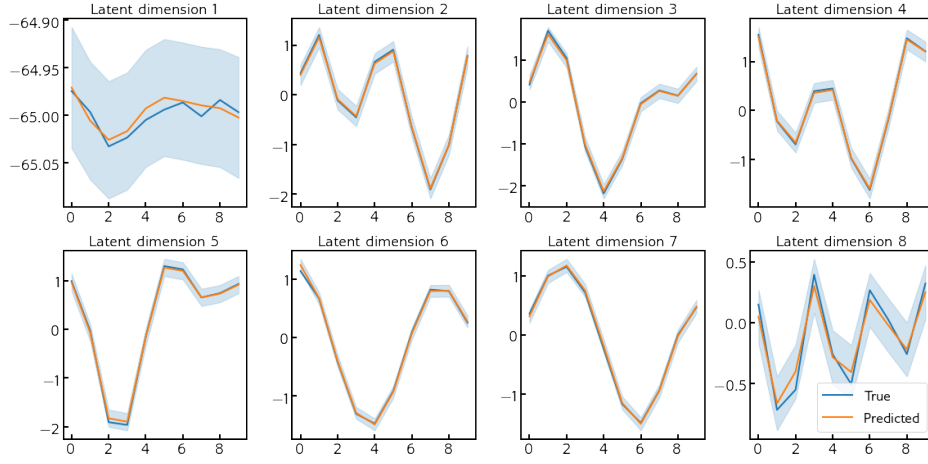 Latent dimension 1
−64.90
−64.95
−65.00
−65.05
0 2 4 6 8
Latent dimension 2
1
0
−1
−2
0 2 4 6 8
Latent dimension 3
1
0
−1
−2
0 2 4 6 8
Latent dimension 4
1
0
−1
0 2 4 6 8
Latent dimension 5
1
0
−1
−2
0 2 4 6 8
Latent dimension 6
1
0
−1
0 2 4 6 8
Latent dimension 7
1
0
−1
0 2 4 6 8
Latent dimension 8
0.5
0.0
−0.5
True
Predicted
0 2 4 6 8